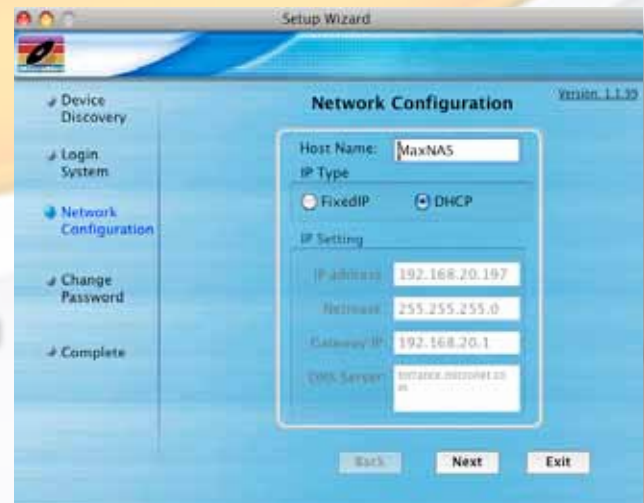 Setup Wizard
Version: 1.1.39
Device
Discovery
Login
System
Network
Configuration
Change
Password
Complete
Network Configuration
Host Name: MaxNAS
IP Type
FixedIP DHCP
IP Setting
IP address: 192.168.20.197
Netmask: 255.255.255.0
Gateway IP: 192.168.20.1
DNS Server:
Back Next Exit